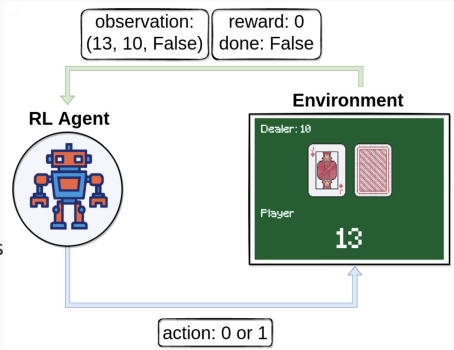 observation:
(13, 10, False)
reward: 0
done: False
RL Agent
Environment
Dealer: 10
J
Player
13
s
action: 0 or 1